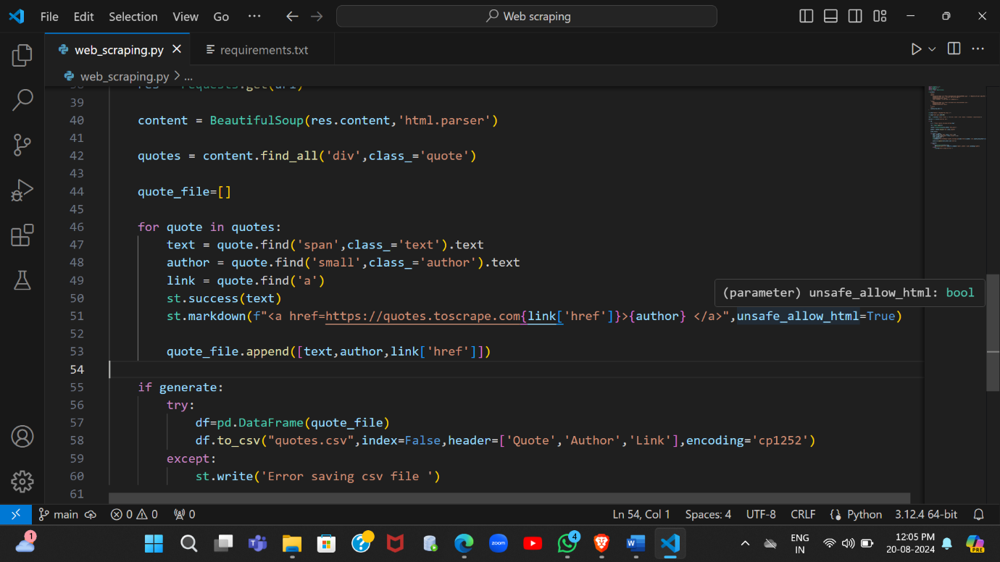 File Edit Selection View Go ... Web scraping
web_scraping.py requirements.txt
web_scraping.py > ...
39
40 content = BeautifulSoup(res.content,'html.parser')
41
42 quotes = content.find_all('div',class_='quote')
43
44 quote_file=[]
45
46 for quote in quotes:
47 text = quote.find('span',class_='text').text
48 author = quote.find('small',class_='author').text
49 link = quote.find('a')
50 st.success(text)
(parameter) unsafe_allow_html: bool
51 st.markdown(f"<a href=https://quotes.toscrape.com{link['href']}>{author} </a>",unsafe_allow_html=True)
52
53 quote_file.append([text,author,link['href']])
54
55 if generate:
56 try:
57 df=pd.DataFrame(quote_file)
58 df.to_csv("quotes.csv",index=False,header=['Quote','Author','Link'],encoding='cp1252')
59 except:
60 st.write('Error saving csv file ')
61
main 0 0 0 Ln 54, Col 1 Spaces: 4 UTF-8 CRLF Python 3.12.4 64-bit
1 zoom 4 ENG IN 12:05 PM 20-08-2024 PRE